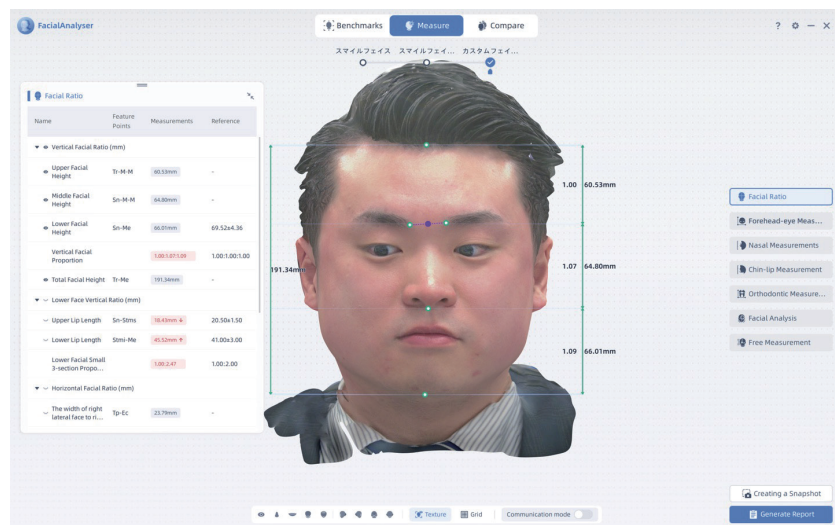 FacialAnalyser
Benchmarks
Measure
Compare
スマイルフェイス スマイルフェイ... カスタムフェイ...
Facial Ratio
Name
Feature
Points
Measurements
Reference
Vertical Facial Ratio (mm)
Upper Facial
Height
Tr-M-M
60.53mm
-
Middle Facial
Height
Sn-M-M
64.80mm
-
Lower Facial
Height
Sn-Me
66.01mm
69.52±4.36
Vertical Facial
Proportion
1.00:1.07:1.09
1.00:1.00:1.00
Total Facial Height
Tr-Me
191.34mm
-
Lower Face Vertical Ratio (mm)
Upper Lip Length
Sn-Stms
18.43mm ↓
20.50±1.50
Lower Lip Length
Stmi-Me
45.52mm ↑
41.00±3.00
Lower Facial Small
3-section Propo...
1.00:2.47
1.00:2.00
Horizontal Facial Ratio (mm)
The width of right
lateral face to ri...
Tp-Ec
23.79mm
-
191.34mm
1.00 60.53mm
1.07 64.80mm
1.09 66.01mm
Facial Ratio
Forehead-eye Meas...
Nasal Measurements
Chin-lip Measurement
Orthodontic Measure...
Facial Analysis
Free Measurement
Creating a Snapshot
Generate Report
Texture
Grid
Communication mode